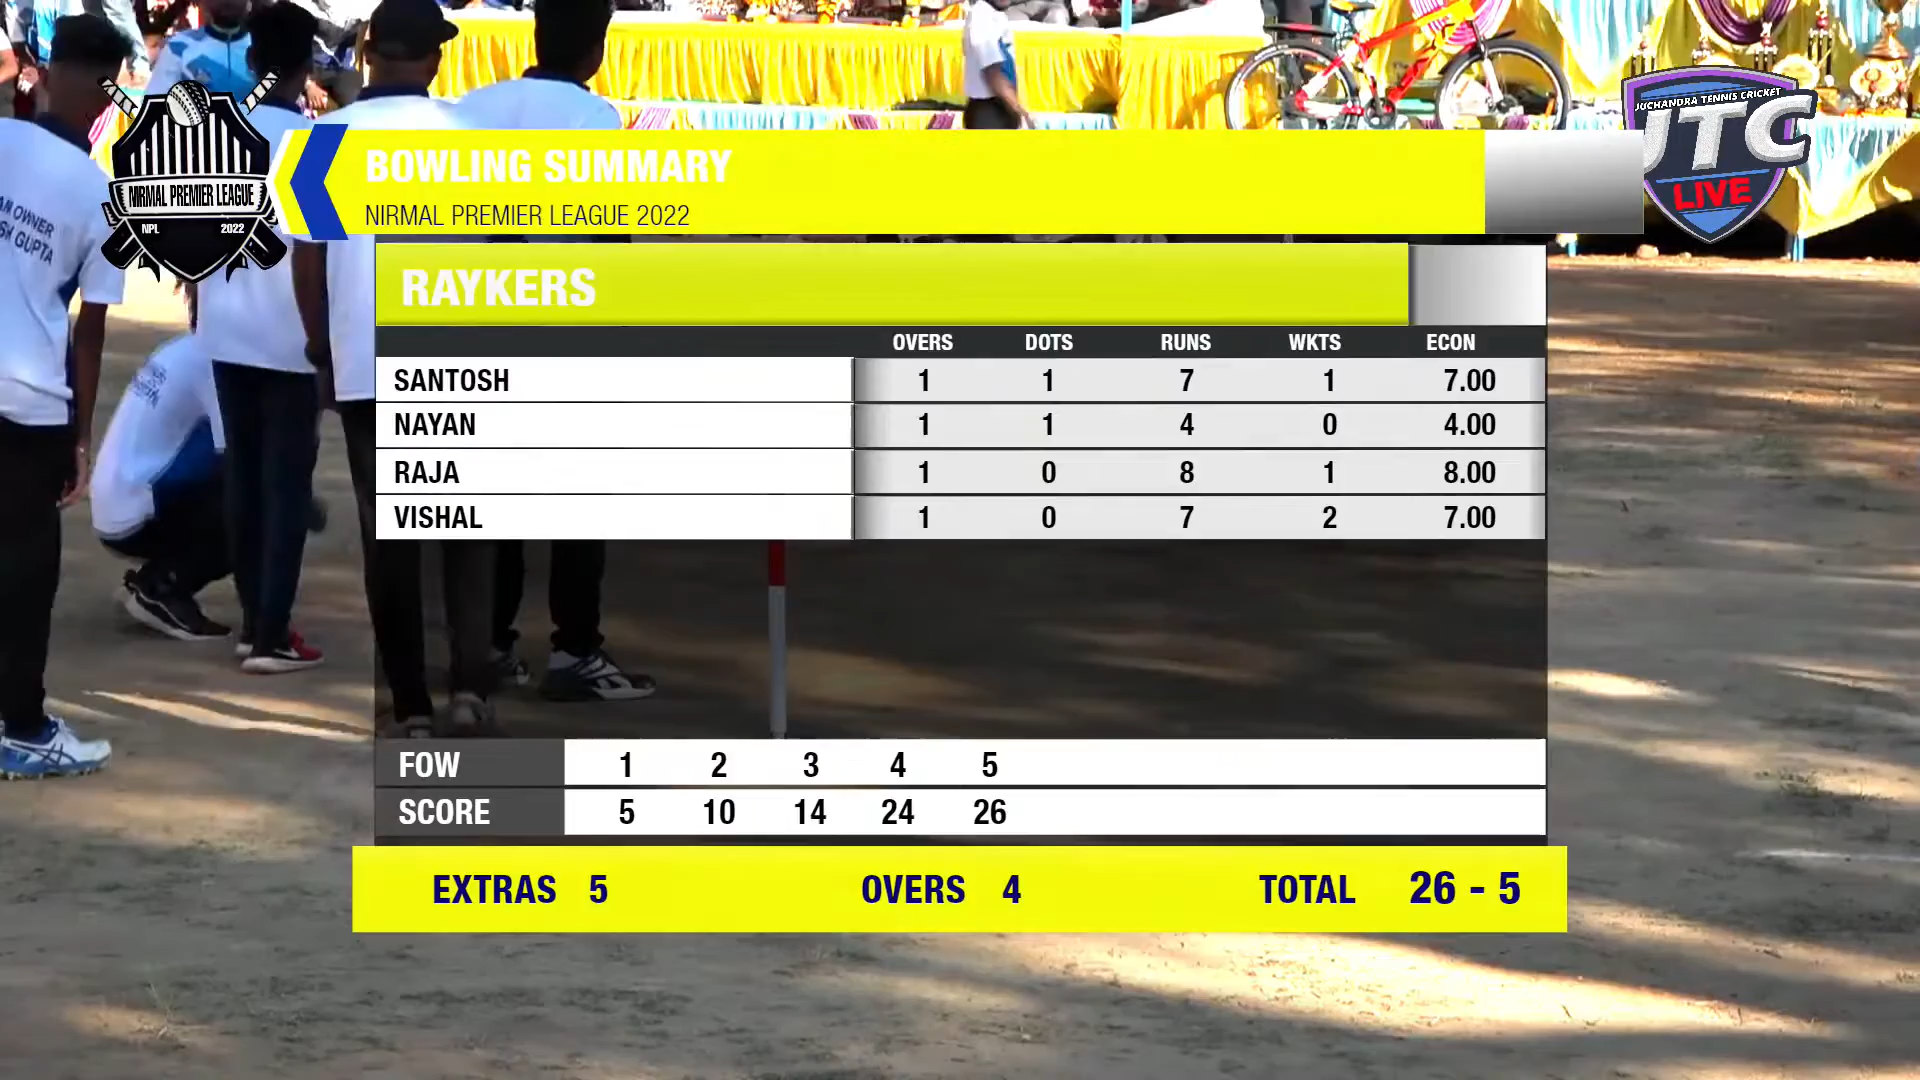 JUCHANDRA TENNIS CRICKET
JTC
LIVE
NIRMAL PREMIER LEAGUE
NPL 2022
OWNER
GUPTA
BOWLING SUMMARY
NIRMAL PREMIER LEAGUE 2022
RAYKERS
OVERS DOTS RUNS WKTS ECON
SANTOSH 1 1 7 1 7.00
NAYAN 1 1 4 0 4.00
RAJA 1 0 8 1 8.00
VISHAL 1 0 7 2 7.00
FOW 1 2 3 4 5
SCORE 5 10 14 24 26
EXTRAS 5 OVERS 4 TOTAL 26 - 5